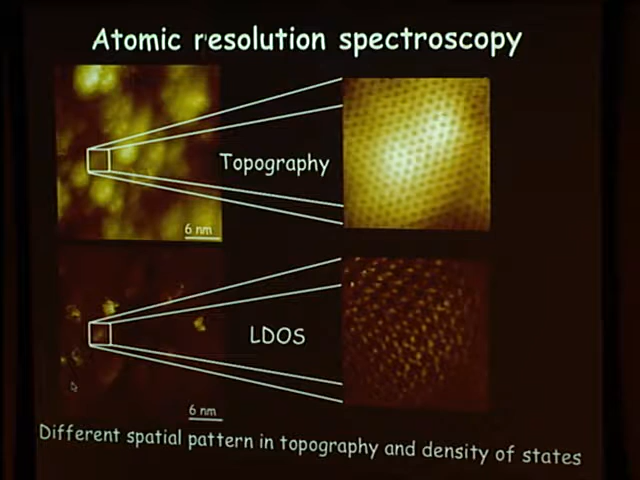 Atomic resolution spectroscopy
Topography
6 nm
LDOS
6 nm
Different spatial pattern in topography and density of states